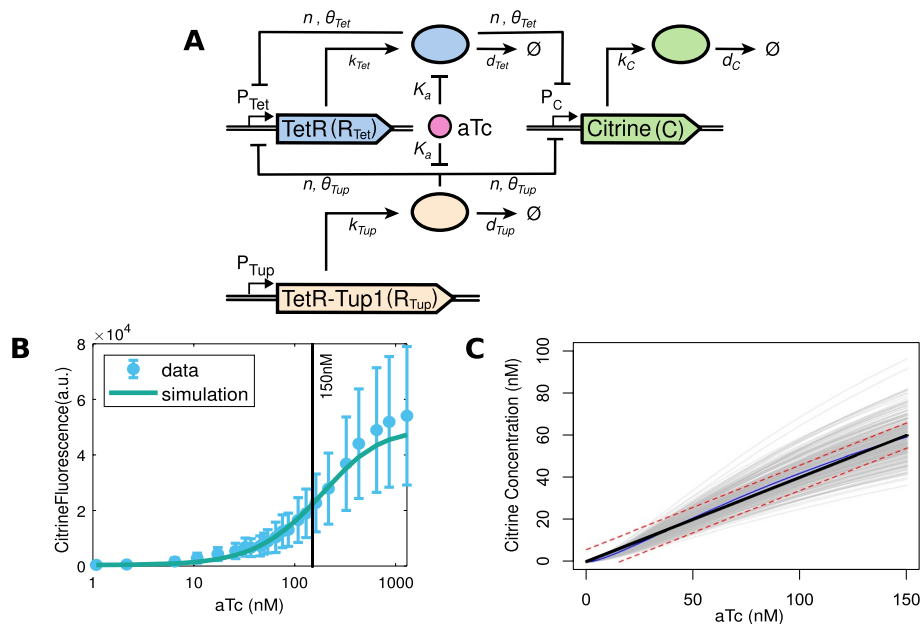 A
n , θTet
n , θTet
kTet
dTet
Ø
kC
dC
Ø
Ka
PTet
TetR (RTet)
aTc
PC
Citrine (C)
Ka
n, θTup
n, θTup
kTup
dTup
Ø
PTup
TetR-Tup1 (RTup)
B
× 10^4
8
6
4
2
0
CitrineFluorescence(a.u.)
data
simulation
150nM
1
10
100
1000
aTc (nM)
C
100
80
60
40
20
0
Citrine Concentration (nM)
0
50
100
150
aTc (nM)